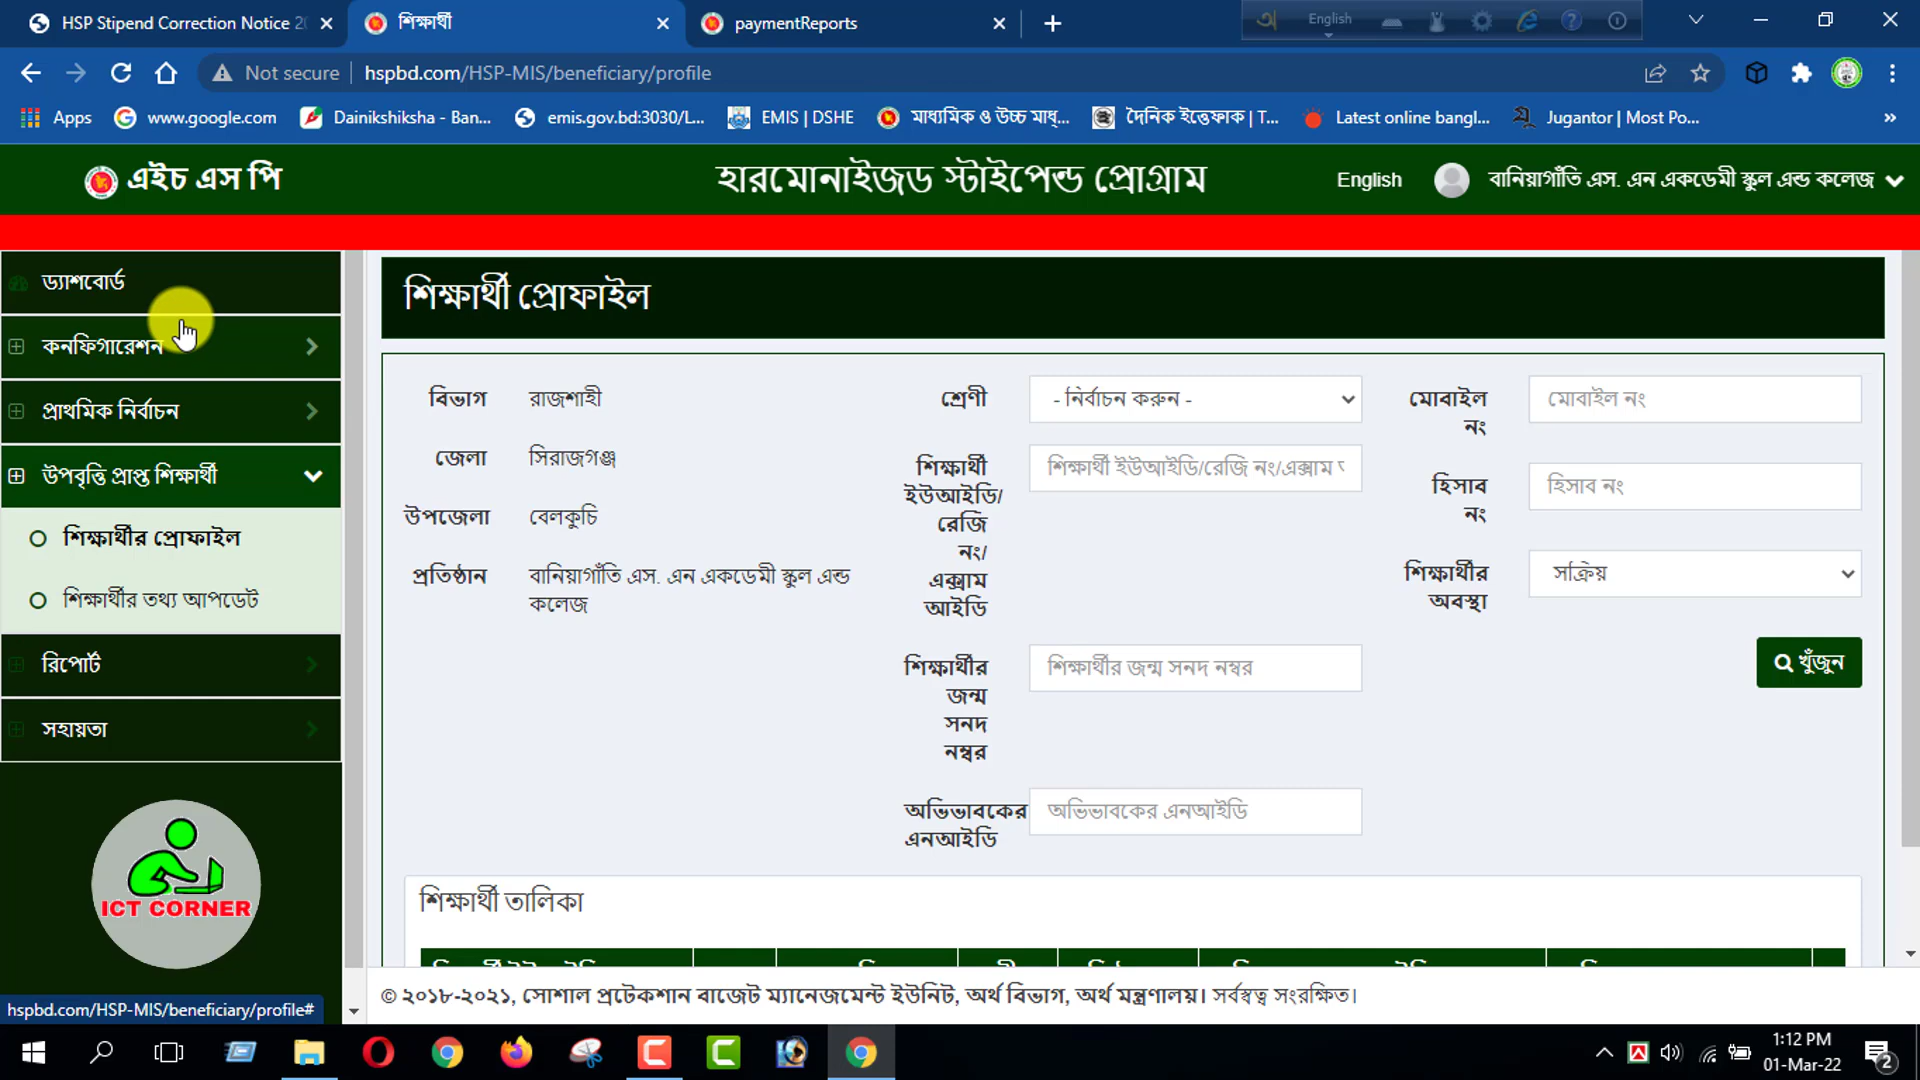 HSP Stipend Correction Notice 20
শিক্ষার্থী
paymentReports
English
Not secure
hspbd.com/HSP-MIS/beneficiary/profile
Apps
www.google.com
Dainikshiksha - Ban...
emis.gov.bd:3030/L...
EMIS | DSHE
মাধ্যমিক ও উচ্চ মাধ্...
দৈনিক ইত্তেফাক | T...
Latest online bangl...
Jugantor | Most Po...
এইচ এস পি
হারমোনাইজড স্টাইপেন্ড প্রোগ্রাম
English
বানিয়াগাঁতি এস. এন একডেমী স্কুল এন্ড কলেজ
ড্যাশবোর্ড
কনফিগারেশন
প্রাথমিক নির্বাচন
উপবৃত্তি প্রাপ্ত শিক্ষার্থী
শিক্ষার্থীর প্রোফাইল
শিক্ষার্থীর তথ্য আপডেট
রিপোর্ট
সহায়তা
ICT CORNER
শিক্ষার্থী প্রোফাইল
বিভাগ
রাজশাহী
জেলা
সিরাজগঞ্জ
উপজেলা
বেলকুচি
প্রতিষ্ঠান
বানিয়াগাঁতি এস. এন একডেমী স্কুল এন্ড
কলেজ
শ্রেণী
- নির্বাচন করুন -
শিক্ষার্থী
ইউআইডি/
রেজি
নং/
এক্সাম
আইডি
শিক্ষার্থী ইউআইডি/রেজি নং/এক্সাম
শিক্ষার্থীর
জন্ম
সনদ
নম্বর
শিক্ষার্থীর জন্ম সনদ নম্বর
অভিভাবকের
এনআইডি
অভিভাবকের এনআইডি
মোবাইল
নং
মোবাইল নং
হিসাব
নং
হিসাব নং
শিক্ষার্থীর
অবস্থা
সক্রিয়
খুঁজুন
শিক্ষার্থী তালিকা
© ২০১৮-২০২১, সোশাল প্রটেকশান বাজেট ম্যানেজমেন্ট ইউনিট, অর্থ বিভাগ, অর্থ মন্ত্রণালয়। সর্বস্বত্ব সংরক্ষিত।
hspbd.com/HSP-MIS/beneficiary/profile#
1:12 PM
01-Mar-22
2